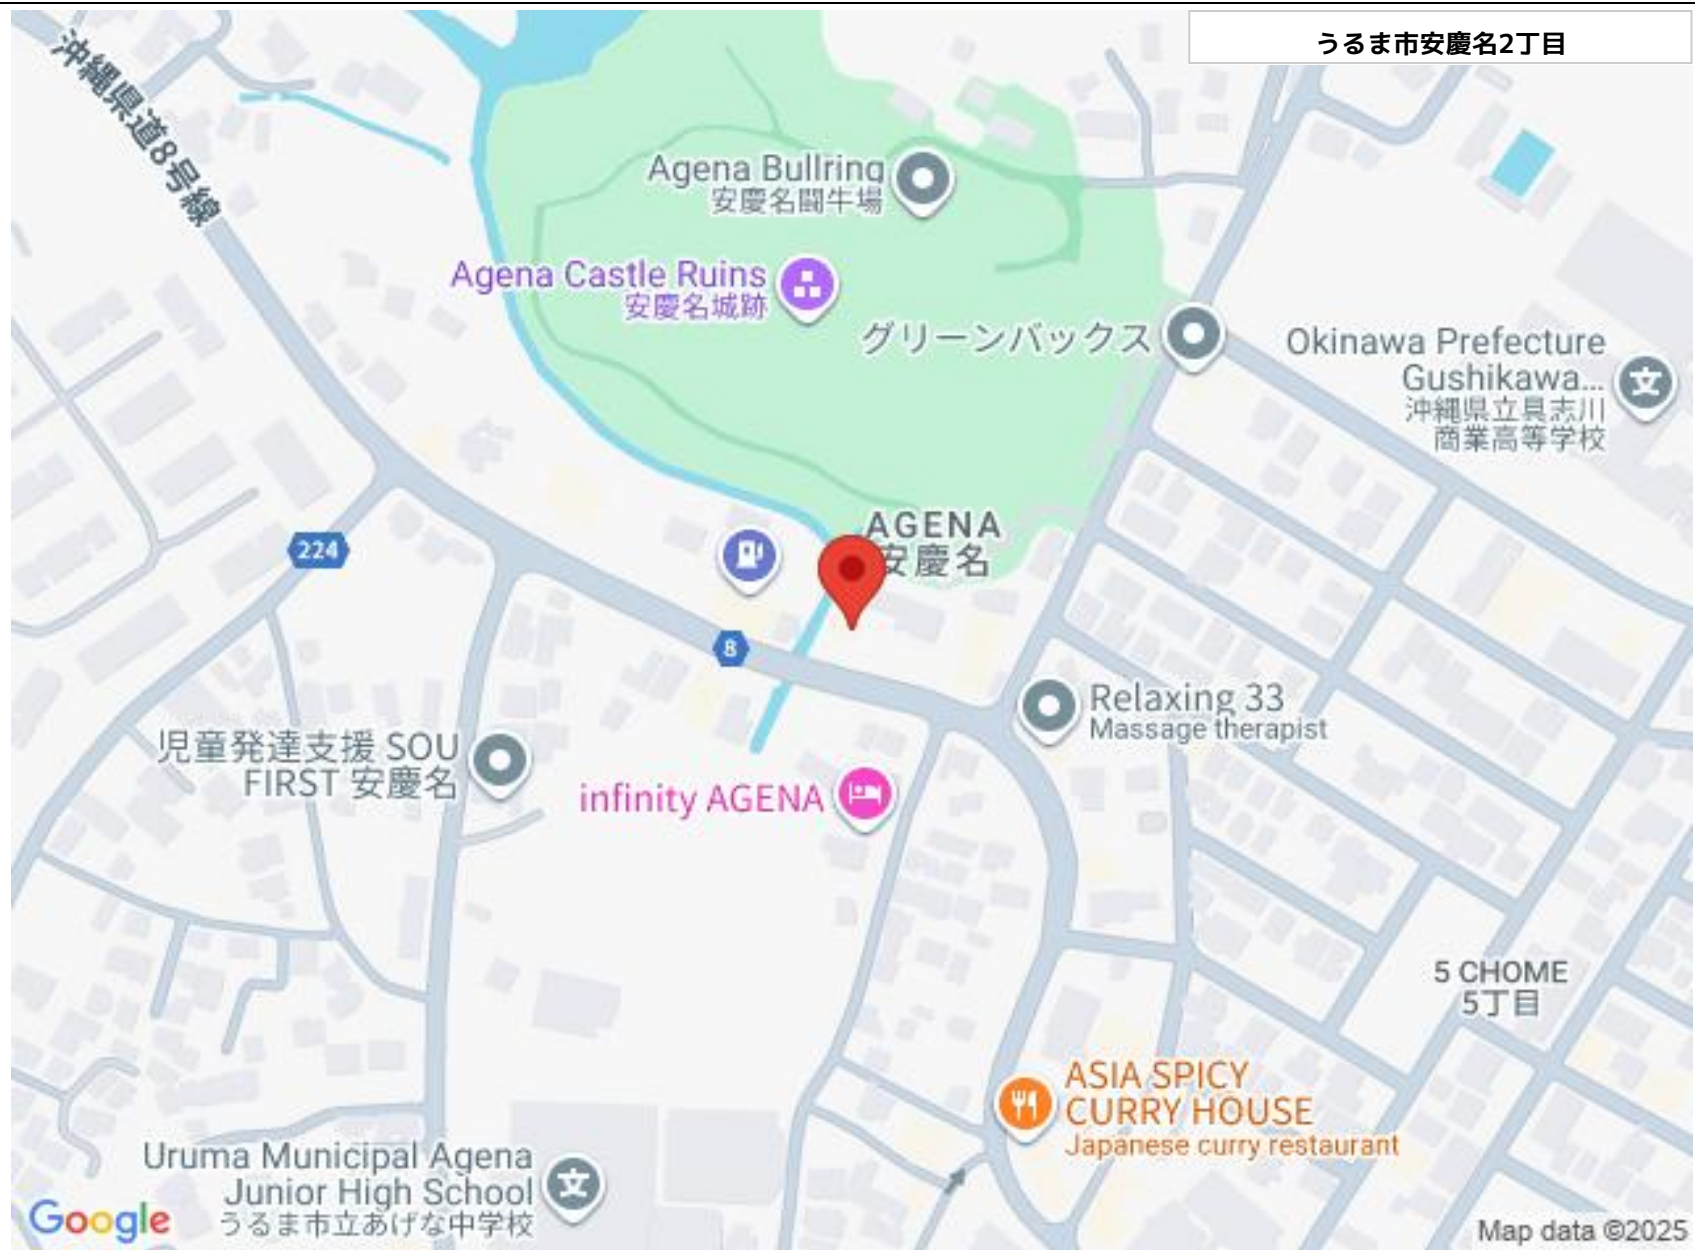 うるま市安慶名2丁目
沖縄県道8号線
Agena Bullring
安慶名闘牛場
Agena Castle Ruins
安慶名城跡
グリーンバックス
Okinawa Prefecture
Gushikawa...
沖縄県立具志川
商業高等学校
AGENA
安慶名
224
8
Relaxing 33
Massage therapist
児童発達支援 SOU
FIRST 安慶名
infinity AGENA
5 CHOME
5丁目
ASIA SPICY
CURRY HOUSE
Japanese curry restaurant
Uruma Municipal Agena
Junior High School
うるま市立あげな中学校
Google
Map data ©2025